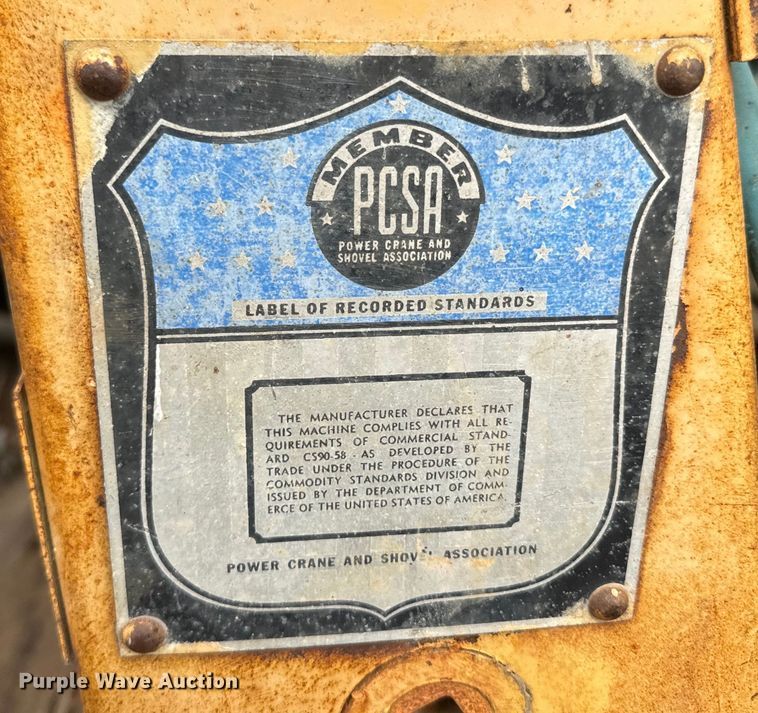 MEMBER
PCSA
POWER CRANE AND
SHOVEL ASSOCIATION
LABEL OF RECORDED STANDARDS
THE MANUFACTURER DECLARES THAT
THIS MACHINE COMPLIES WITH ALL RE-
QUIREMENTS OF COMMERCIAL STAND-
ARD CS90-58 - AS DEVELOPED BY THE
TRADE UNDER THE PROCEDURE OF THE
COMMODITY STANDARDS DIVISION AND
ISSUED BY THE DEPARTMENT OF COMM-
ERCE OF THE UNITED STATES OF AMERICA.
POWER CRANE AND SHOVEL ASSOCIATION
Purple Wave Auction